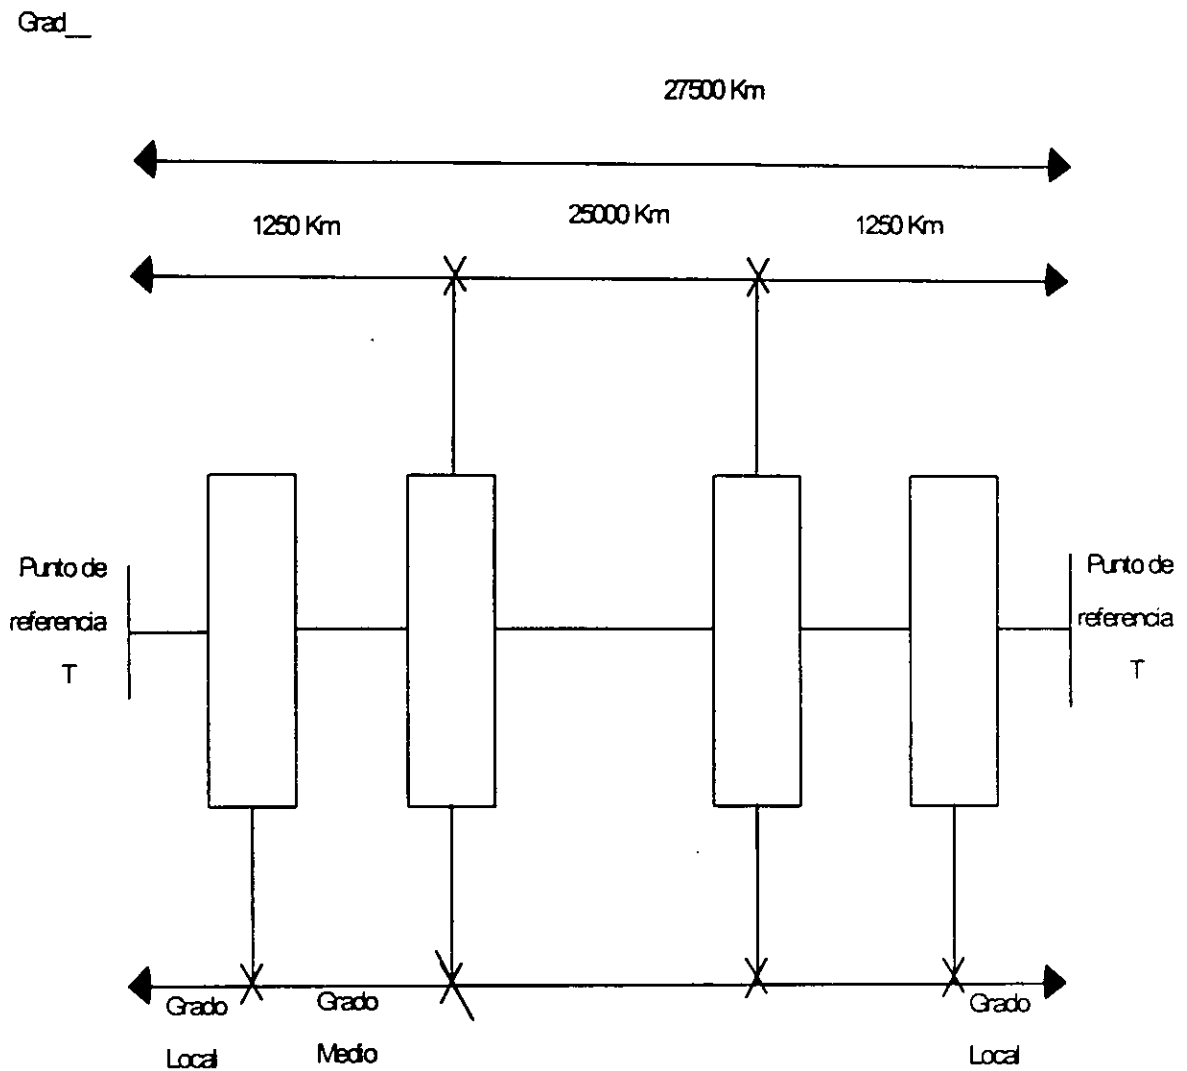 Grad__
27500 Km
1250 Km
25000 Km
1250 Km
Punto de
referencia
T
Punto de
referencia
T
Grado
Local
Grado
Medio
Grado
Local